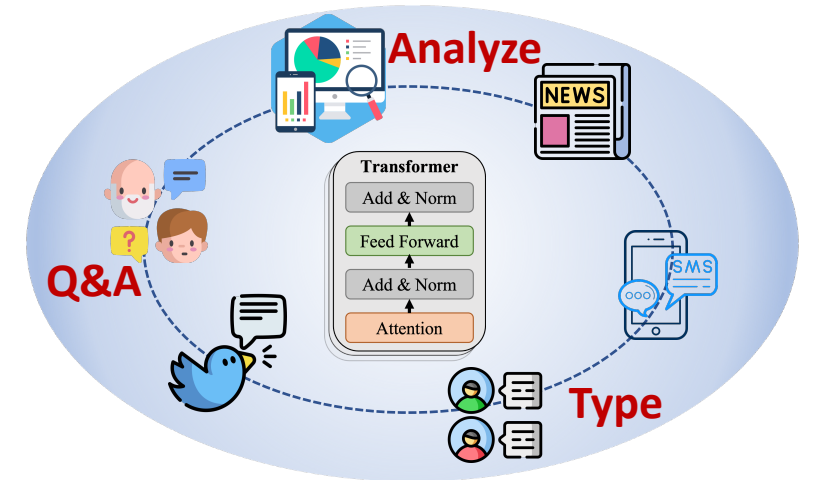 Analyze
NEWS
Transformer
Add & Norm
Feed Forward
Add & Norm
Attention
?
Q&A
SMS
Type